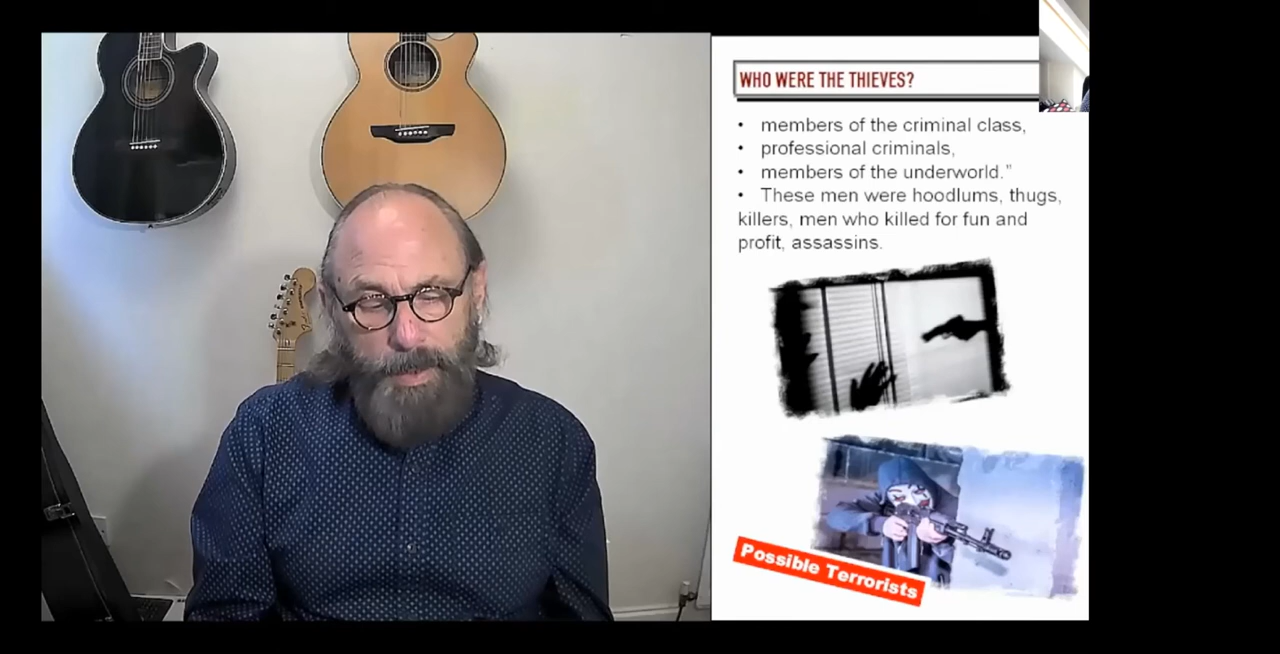 WHO WERE THE THIEVES?
• members of the criminal class,
• professional criminals,
• members of the underworld."
• These men were hoodlums, thugs,
killers, men who killed for fun and
profit, assassins.
Possible Terrorists